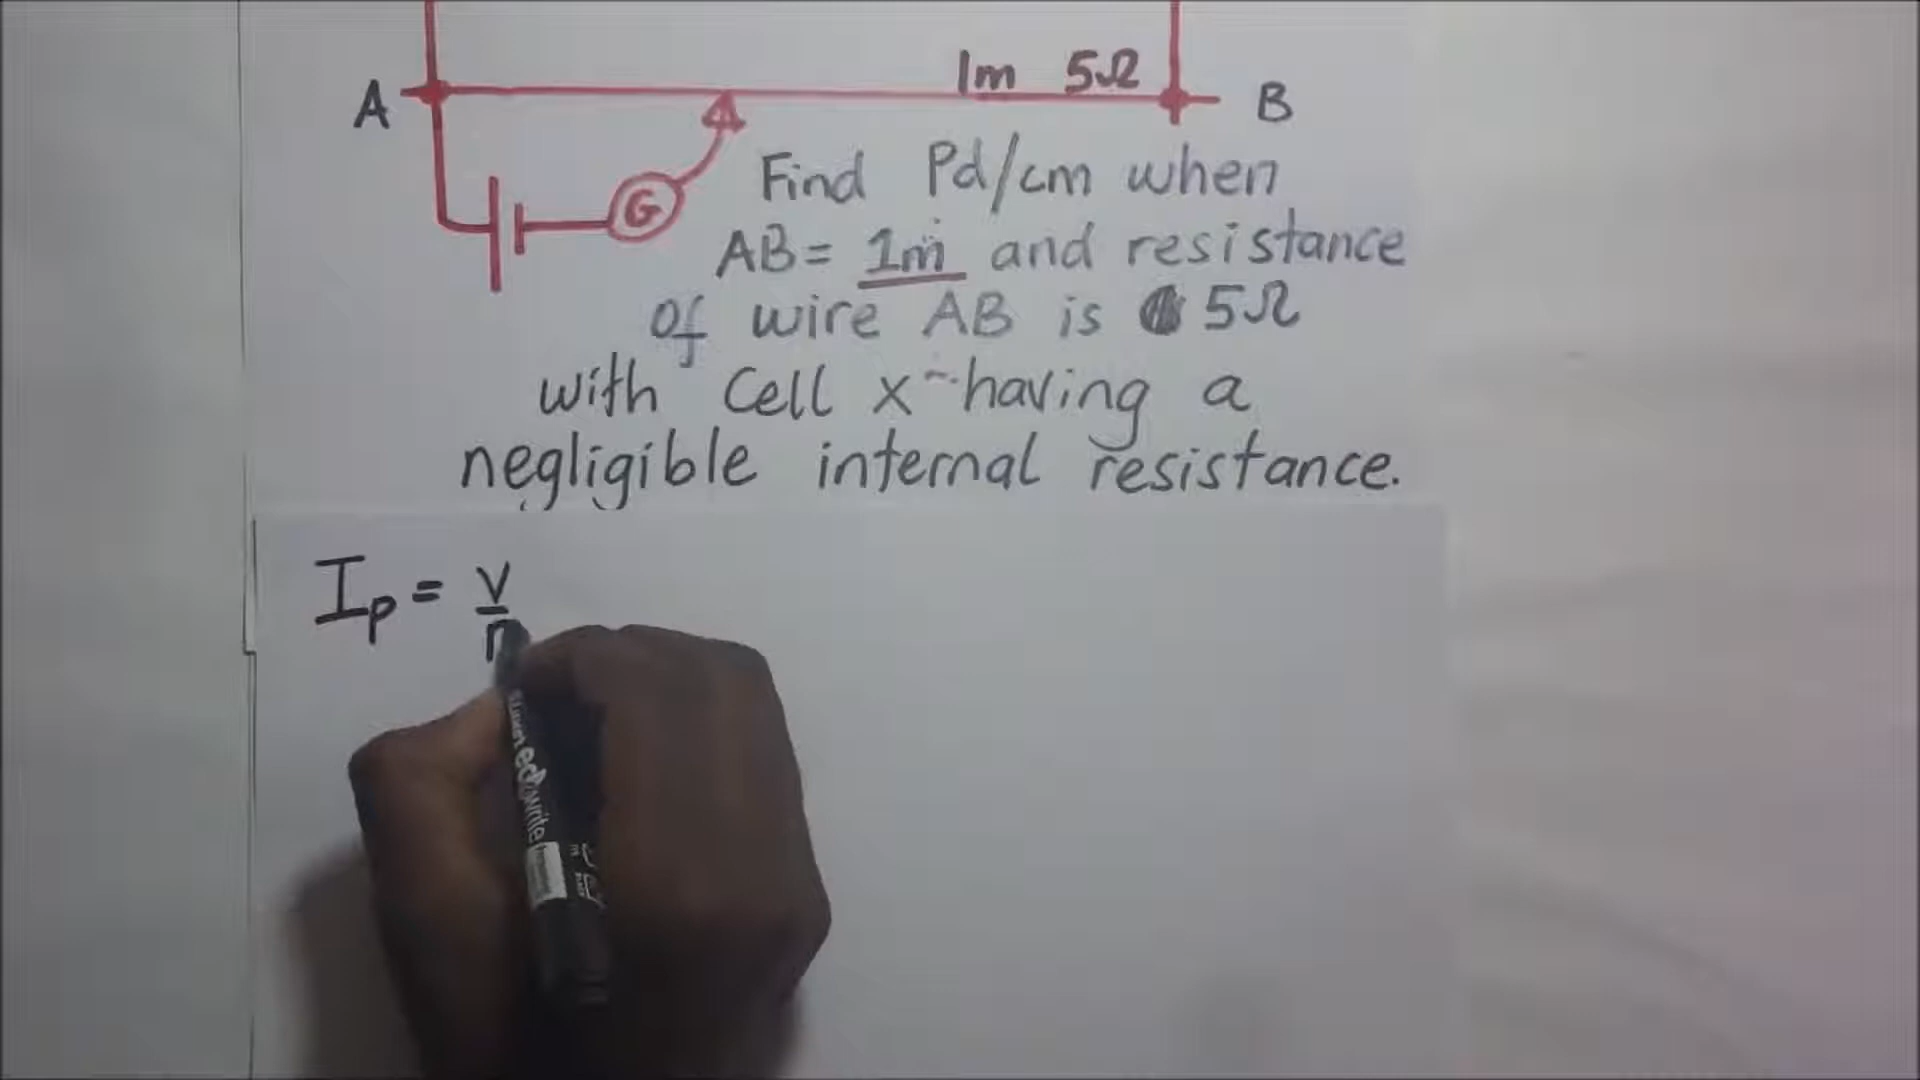 1m 5Ω
A
B
Find Pd/cm when
G
AB= 1m and resistance
of wire AB is 5Ω
with Cell x having a
negligible internal resistance.
Ip = v/r